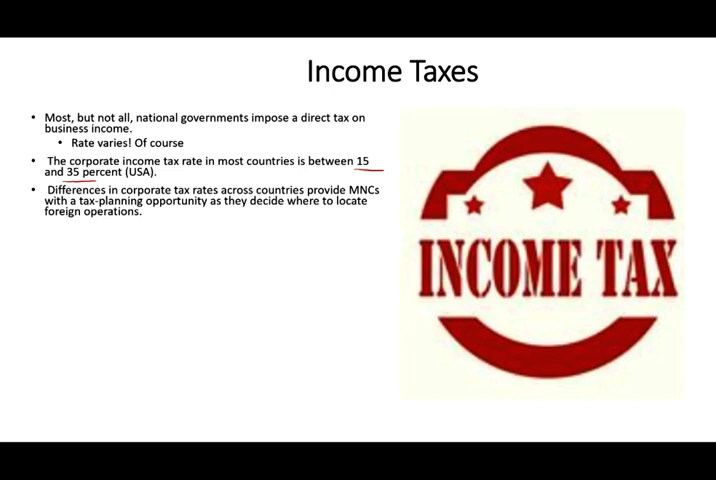 Income Taxes
• Most, but not all, national governments impose a direct tax on
business income.
• Rate varies! Of course
• The corporate income tax rate in most countries is between 15
and 35 percent (USA).
• Differences in corporate tax rates across countries provide MNCs
with a tax-planning opportunity as they decide where to locate
foreign operations.
INCOME TAX